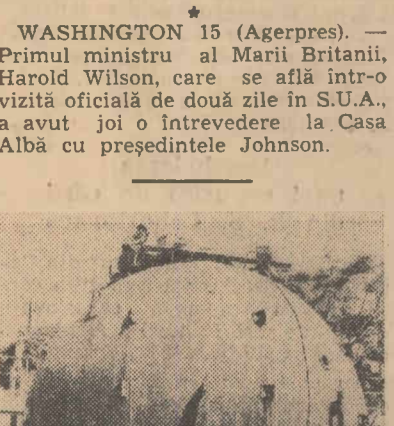 WASHINGTON 15 (Agerpres). —
Primul ministru al Marii Britanii,
Harold Wilson, care se află într-o
vizită oficială de două zile în S.U.A.,
a avut joi o întrevedere la Casa
Albă cu președintele Johnson.